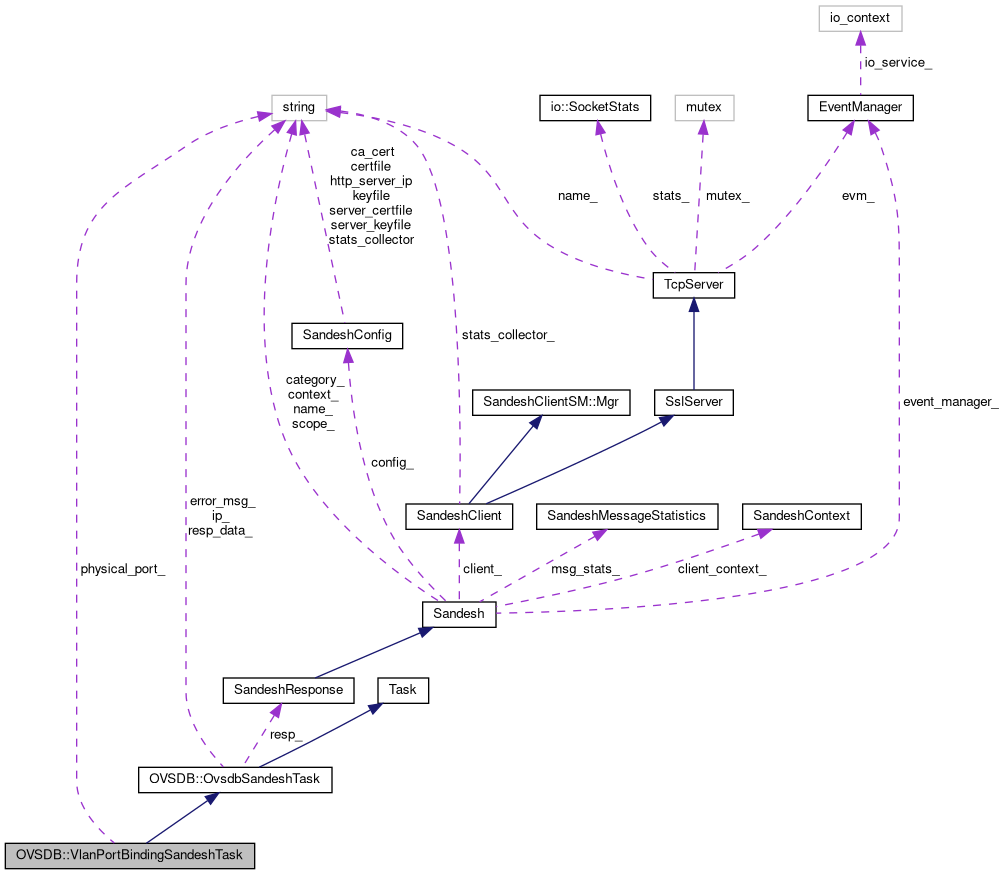 io_context
io_service_
string
io::SocketStats
mutex
EventManager
ca_cert
certfile
http_server_ip
keyfile
server_certfile
server_keyfile
stats_collector
name_
stats_
mutex_
evm_
TcpServer
SandeshConfig
stats_collector_
category_
context_
name_
scope_
SandeshClientSM::Mgr
SslServer
event_manager_
config_
error_msg_
ip_
resp_data_
SandeshClient
SandeshMessageStatistics
SandeshContext
physical_port_
client_
msg_stats_
client_context_
Sandesh
SandeshResponse
Task
resp_
OVSDB::OvsdbSandeshTask
OVSDB::VlanPortBindingSandeshTask